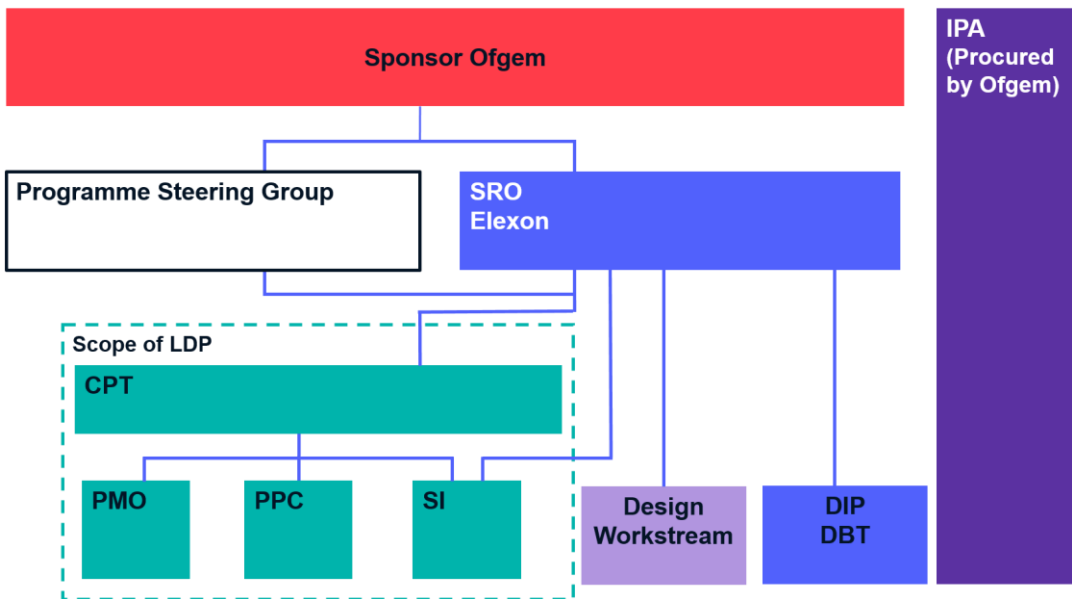 Sponsor Ofgem
IPA
(Procured
by Ofgem)
Programme Steering Group
SRO
Elexon
Scope of LDP
CPT
PMO
PPC
SI
Design
Workstream
DIP
DBT